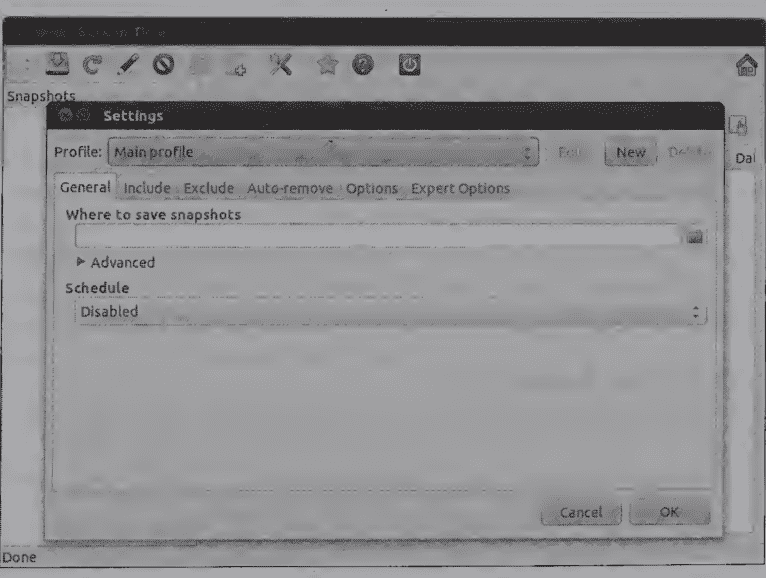 Snapshots
Settings
Profile: Main profile New
General Include Exclude Auto-remove Options Expert Options
Where to save snapshots
Advanced
Schedule
Disabled
Cancel OK
Done